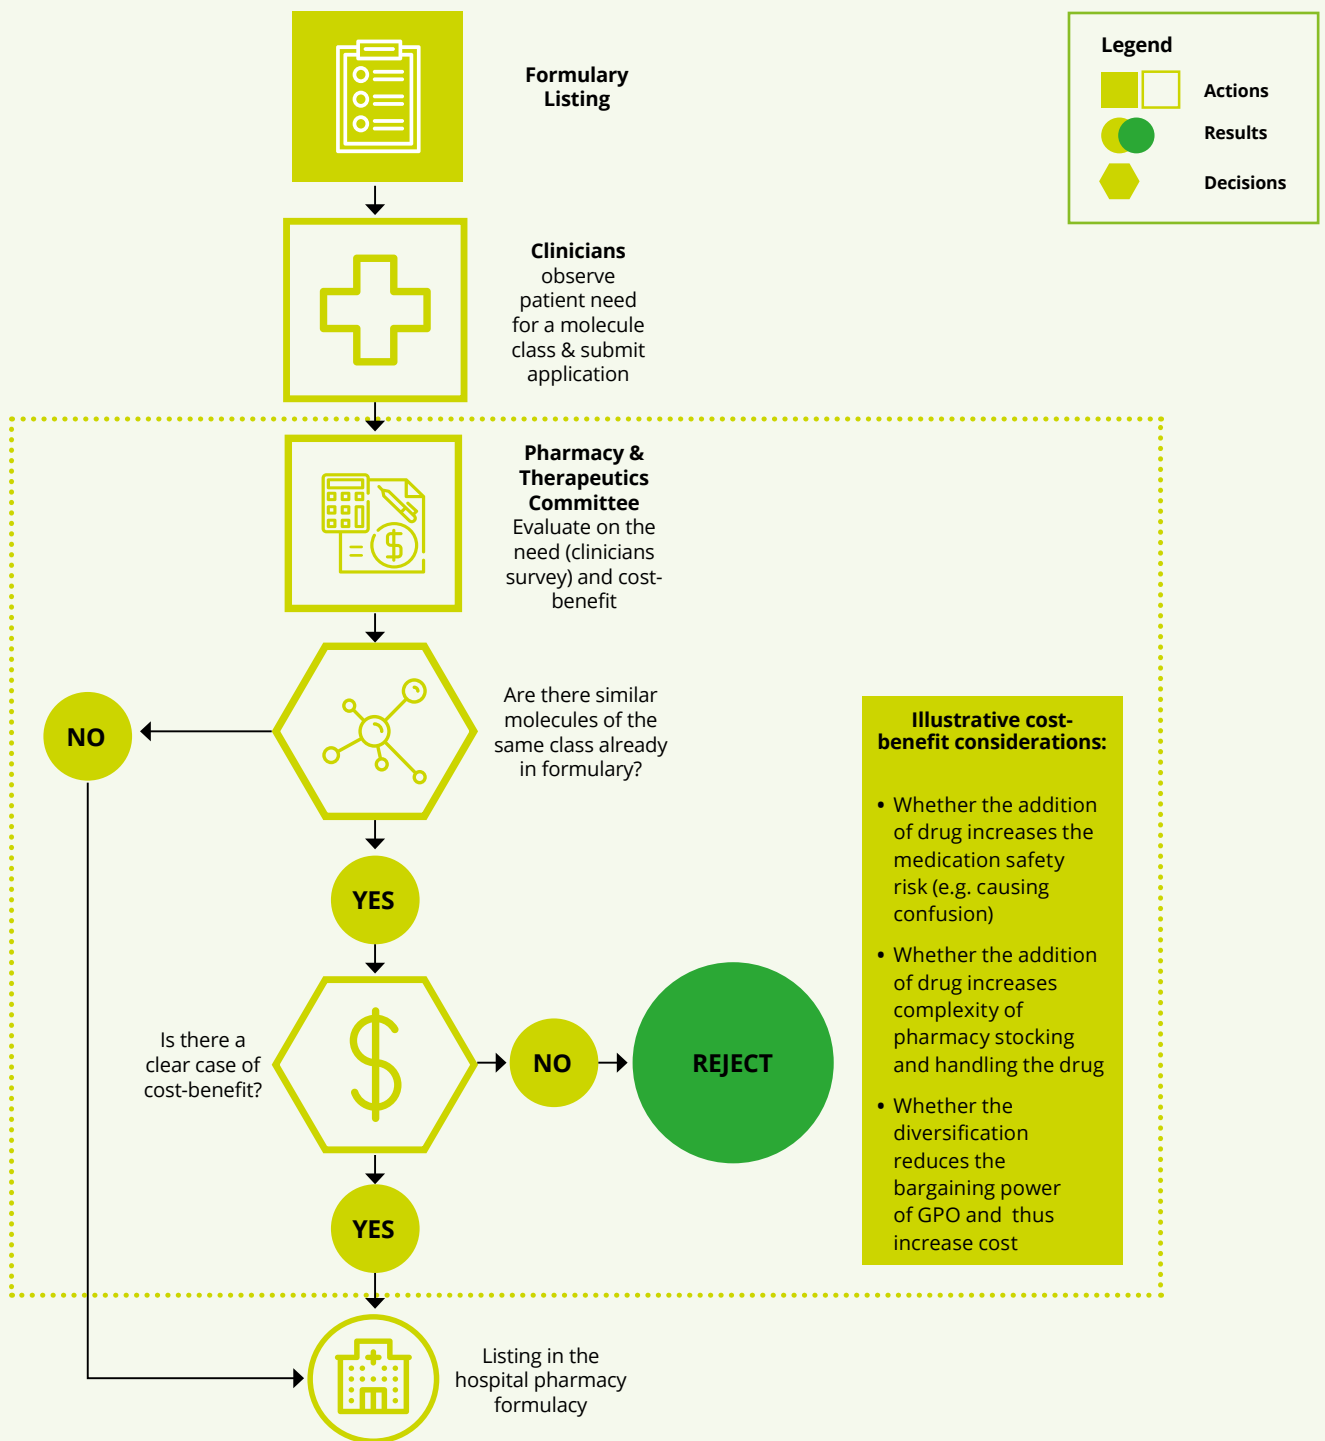 Formulary
Listing
Legend
Actions
Results
Decisions
Clinicians
observe
patient need
for a molecule
class & submit
application
Pharmacy &
Therapeutics
Committee
Evaluate on the
need (clinicians
survey) and cost-
benefit
Are there similar
molecules of the
same class already
in formulary?
NO
YES
Is there a
clear case of
cost-benefit?
NO
REJECT
YES
Illustrative cost-
benefit considerations:
• Whether the addition
of drug increases the
medication safety
risk (e.g. causing
confusion)
• Whether the addition
of drug increases
complexity of
pharmacy stocking
and handling the drug
• Whether the
diversification
reduces the
bargaining power
of GPO and thus
increase cost
Listing in the
hospital pharmacy
formulacy